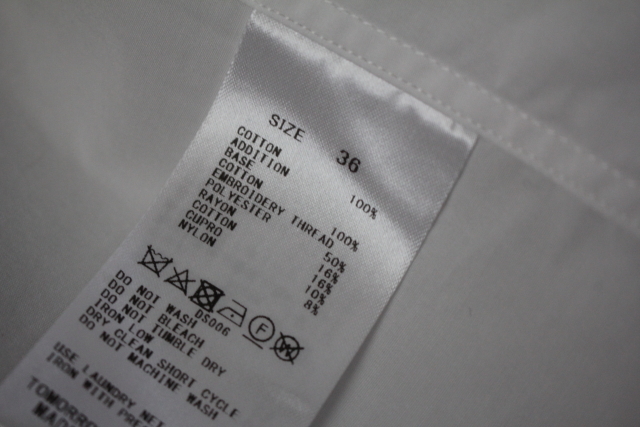 SIZE 36
COTTON 100%
ADDITION
BASE
COTTON 100%
EMBROIDERY THREAD
POLYESTER 50%
RAYON 16%
COTTON 16%
CUPRO 10%
NYLON 8%
DS006
DO NOT WASH
DO NOT BLEACH
DO NOT TUMBLE DRY
IRON LOW
DRY CLEAN SHORT CYCLE
DO NOT MACHINE WASH
USE LAUNDRY NET
IRON WITH